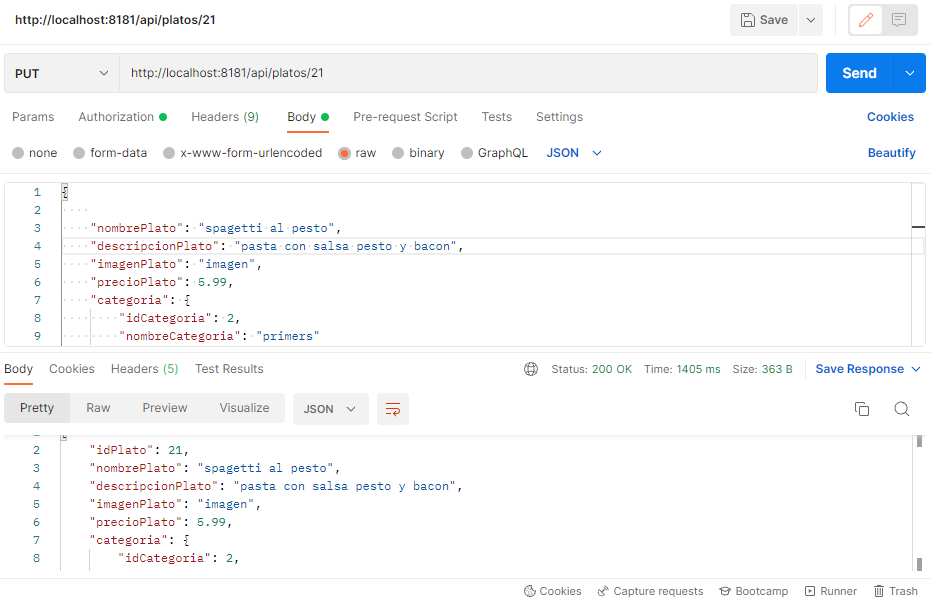 http://localhost:8181/api/platos/21 Save
PUT http://localhost:8181/api/platos/21 Send
Params Authorization Headers (9) Body Pre-request Script Tests Settings Cookies
none form-data x-www-form-urlencoded raw binary GraphQL JSON Beautify
1 {
2
3 "nombrePlato": "spagetti al pesto",
4 "descripcionPlato": "pasta con salsa pesto y bacon",
5 "imagenPlato": "imagen",
6 "precioPlato": 5.99,
7 "categoria": {
8 "idCategoria": 2,
9 "nombreCategoria": "primers"
Body Cookies Headers (5) Test Results Status: 200 OK Time: 1405 ms Size: 363 B Save Response
Pretty Raw Preview Visualize JSON
2 "idPlato": 21,
3 "nombrePlato": "spagetti al pesto",
4 "descripcionPlato": "pasta con salsa pesto y bacon",
5 "imagenPlato": "imagen",
6 "precioPlato": 5.99,
7 "categoria": {
8 "idCategoria": 2,
Cookies Capture requests Bootcamp Runner Trash